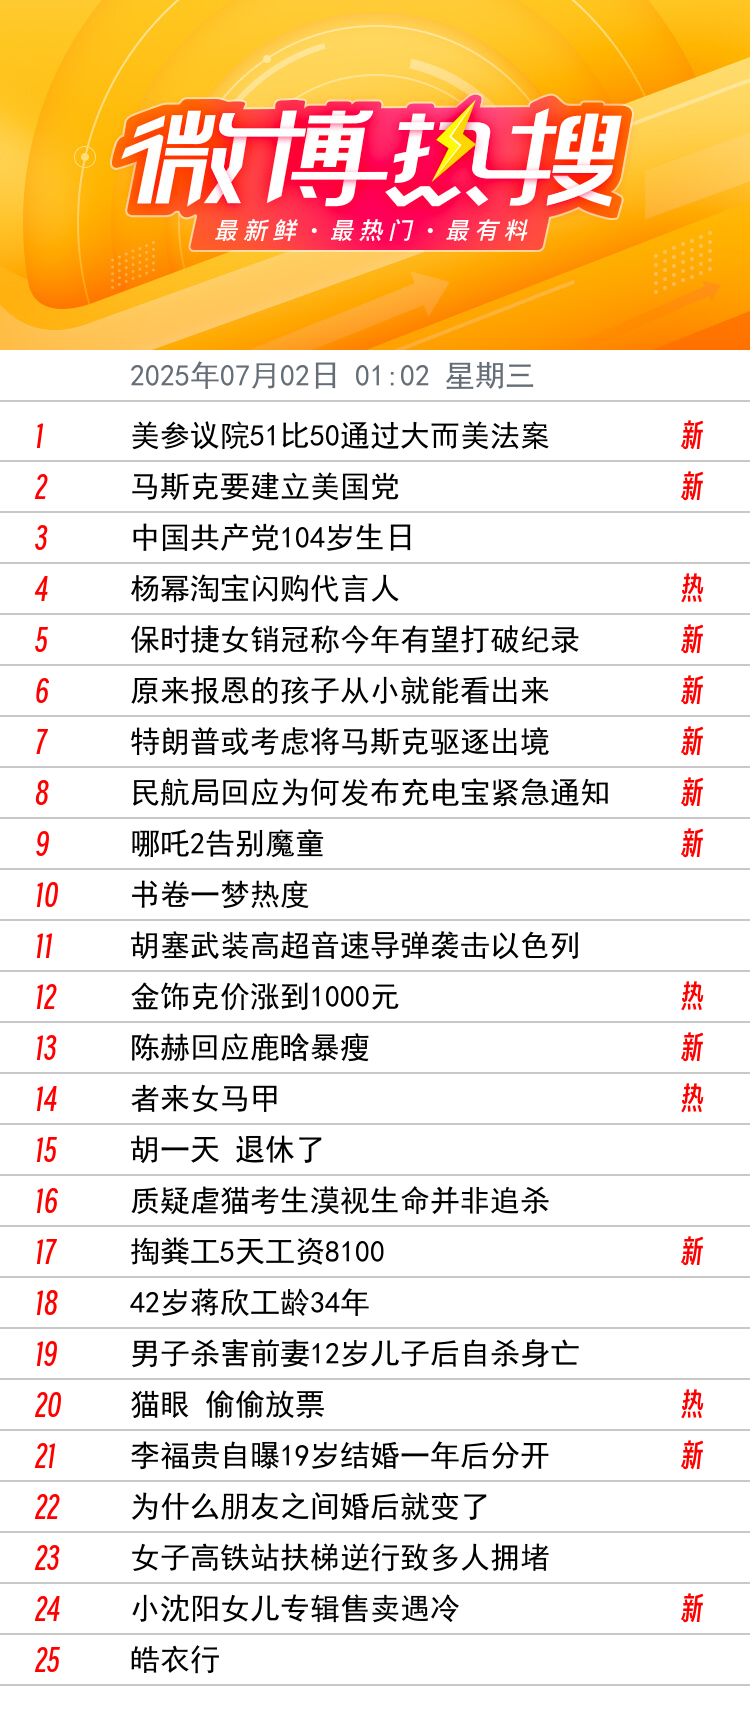 微博热搜
最新鲜·最热门·最有料
2025年07月02日 01:02 星期三
1 美参议院51比50通过大而美法案 新
2 马斯克要建立美国党 新
3 中国共产党104岁生日
4 杨幂淘宝闪购代言人 热
5 保时捷女销冠称今年有望打破纪录 新
6 原来报恩的孩子从小就能看出来 新
7 特朗普或考虑将马斯克驱逐出境 新
8 民航局回应为何发布充电宝紧急通知 新
9 哪吒2告别魔童 新
10 书卷一梦热度
11 胡塞武装高超音速导弹袭击以色列
12 金饰克价涨到1000元 热
13 陈赫回应鹿晗暴瘦 新
14 者来女马甲 热
15 胡一天 退休了
16 质疑虐猫考生漠视生命并非追杀
17 掏粪工5天工资8100 新
18 42岁蒋欣工龄34年
19 男子杀害前妻12岁儿子后自杀身亡
20 猫眼 偷偷放票 热
21 李福贵自曝19岁结婚一年后分开 新
22 为什么朋友之间婚后就变了
23 女子高铁站扶梯逆行致多人拥堵
24 小沈阳女儿专辑售卖遇冷 新
25 皓衣行